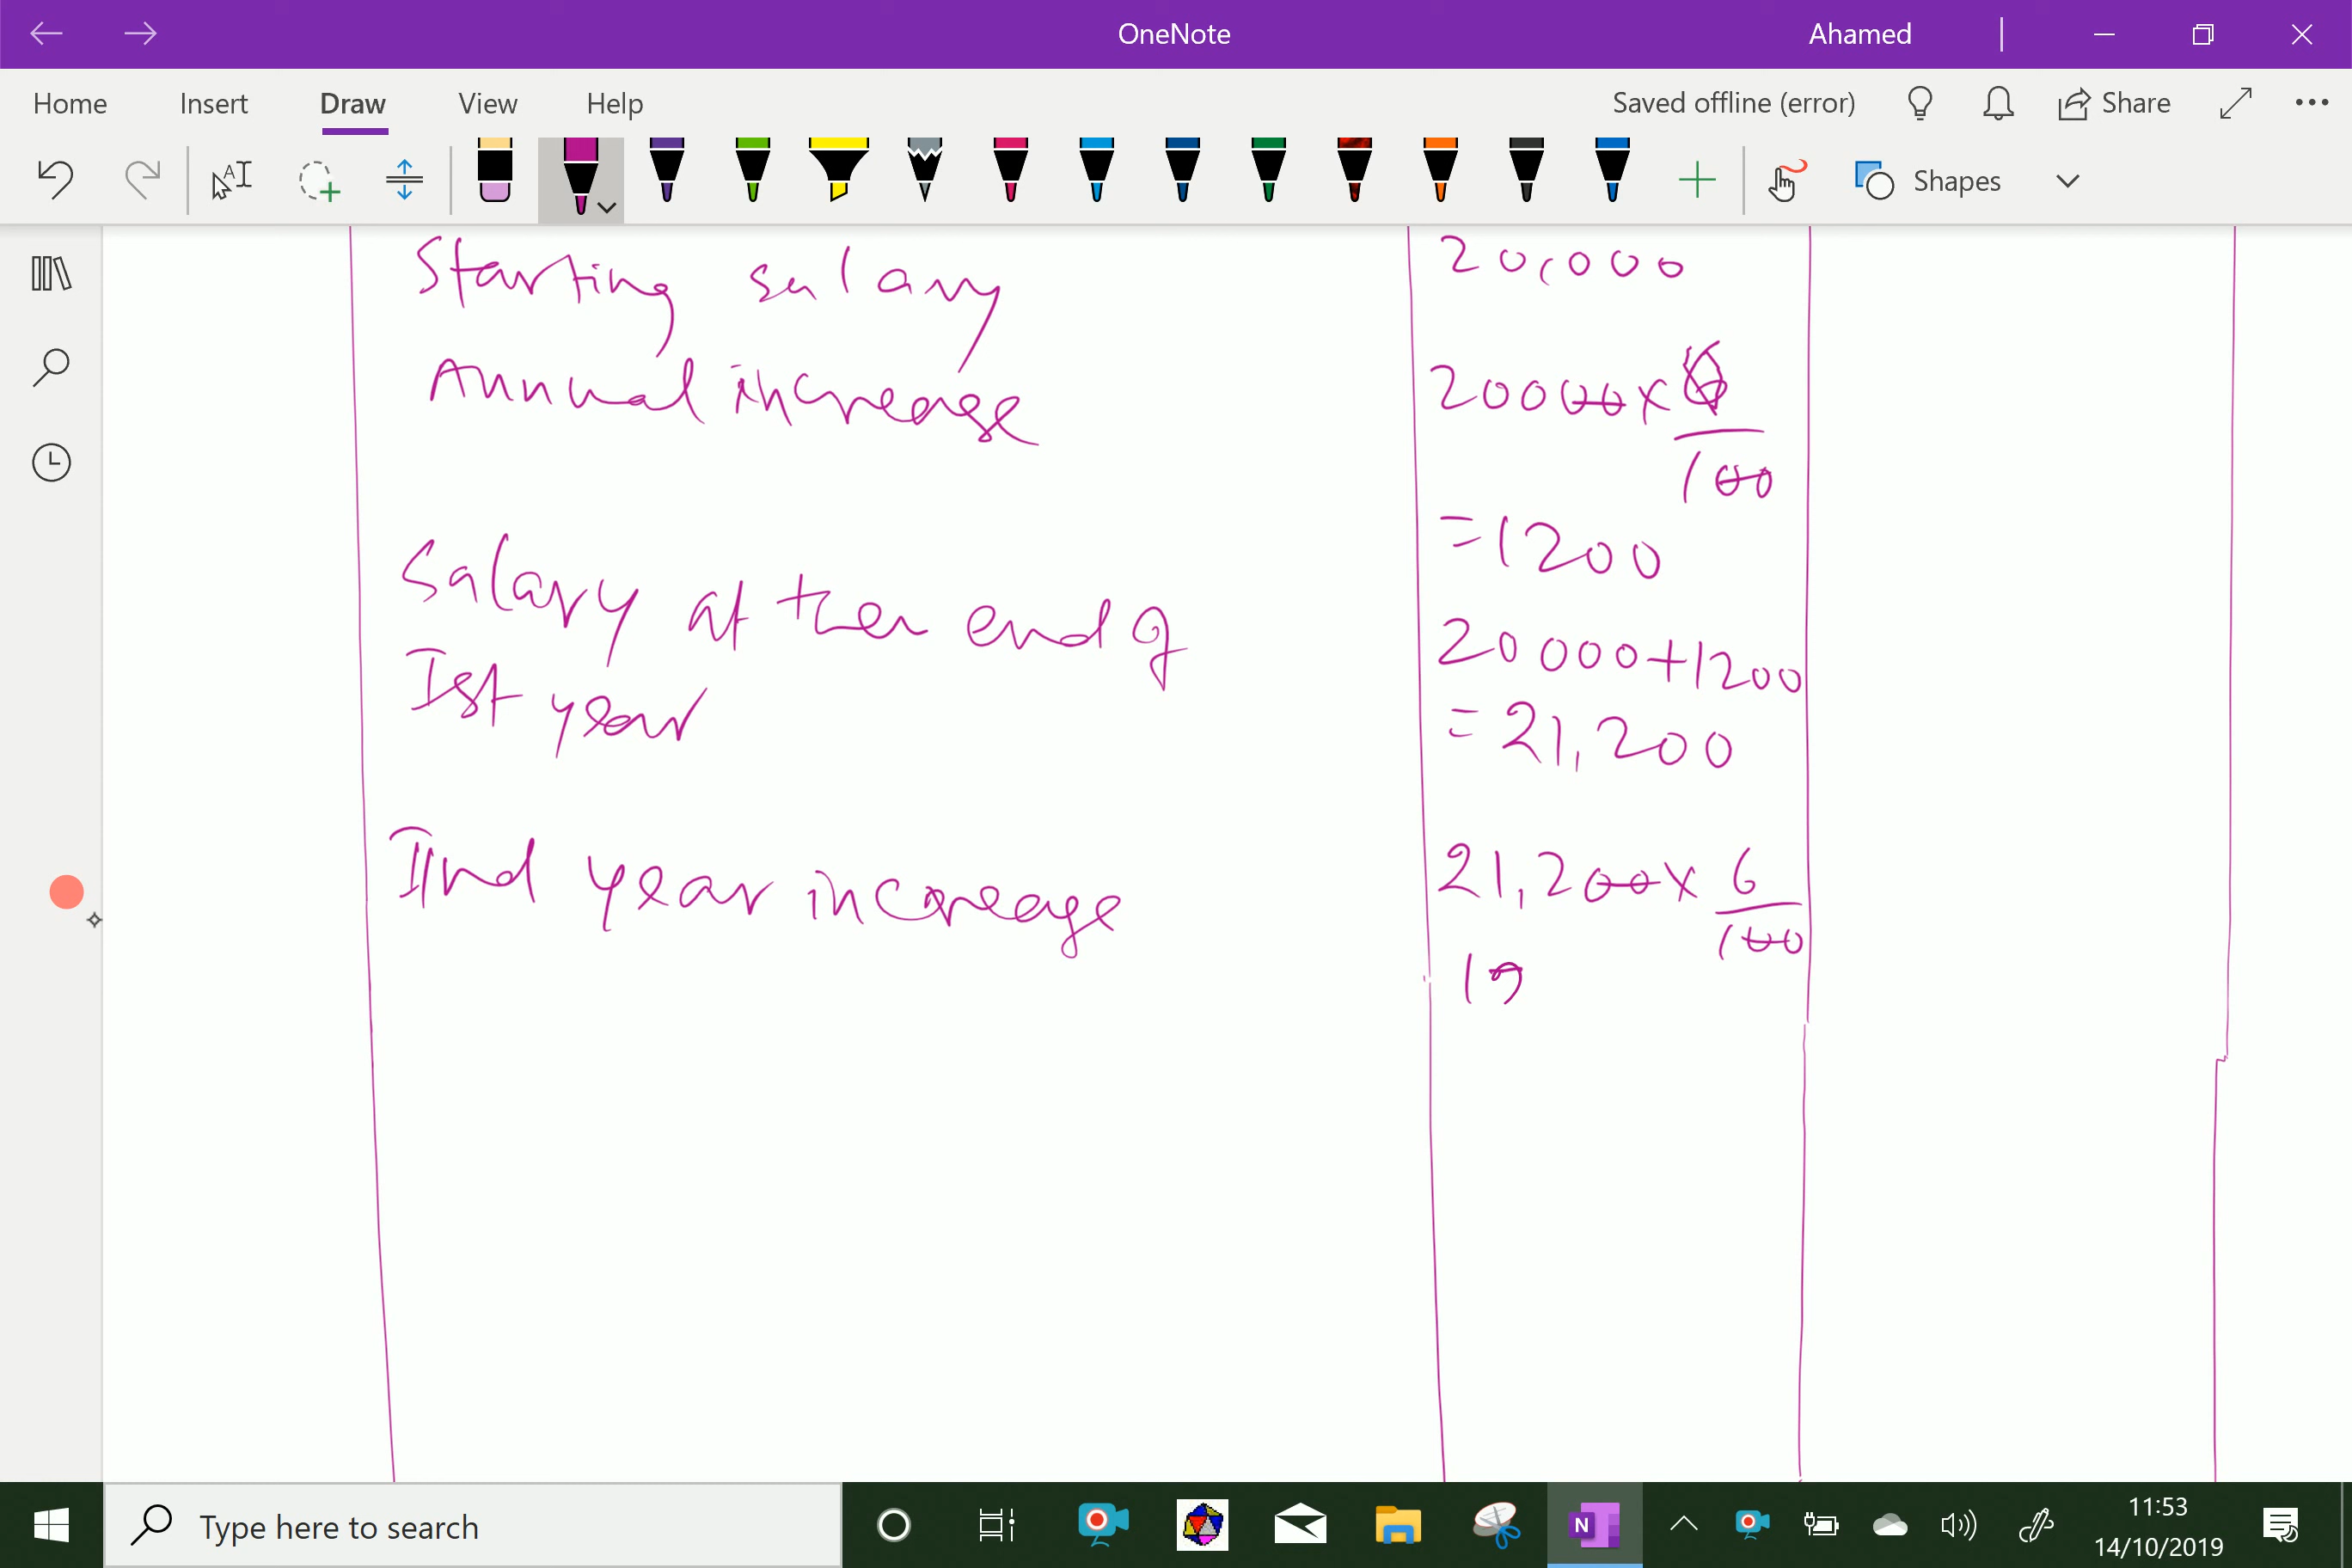 OneNote
Ahamed
Home Insert Draw View Help
Saved offline (error)
Share
Shapes
Starting salary 20,000
Annual increase 20000 x 6
100
= 1200
Salary at the end of 20000+1200
Ist year = 21,200
IInd year increase 21,200 x 6
100
Type here to search
11:53
14/10/2019